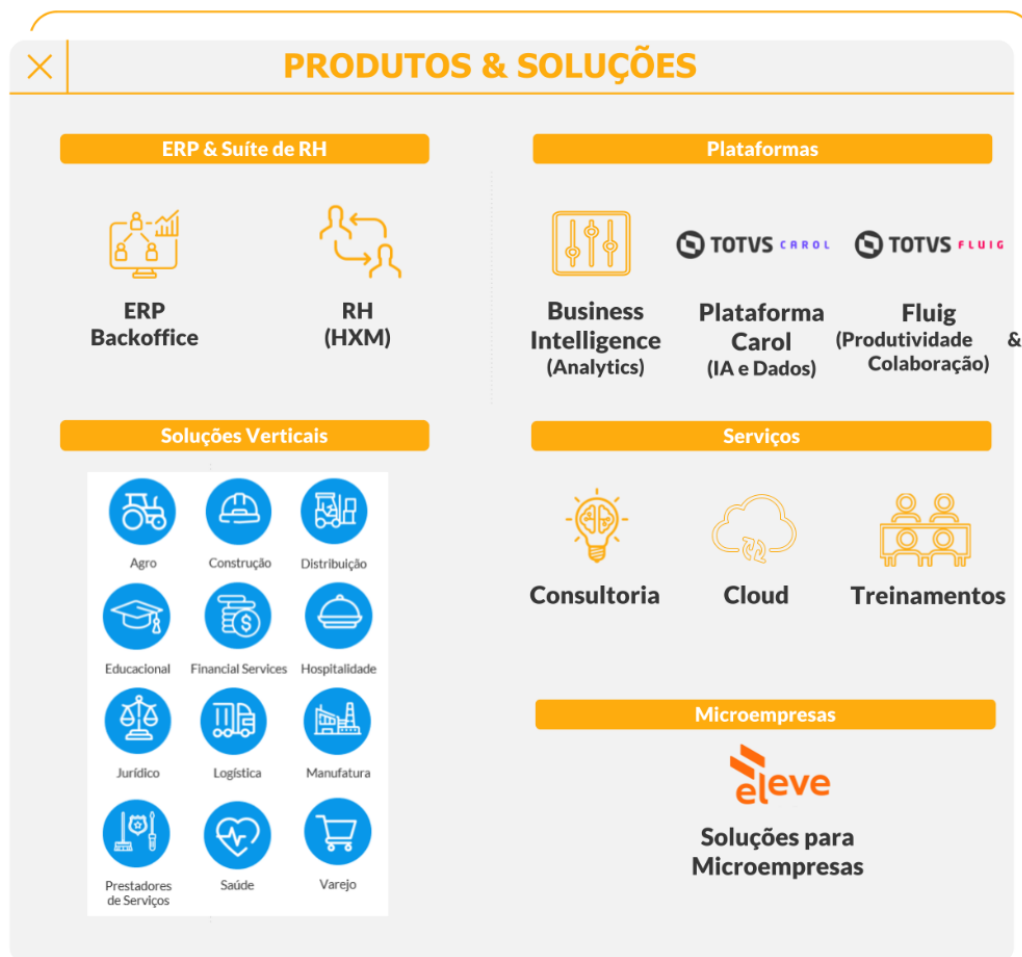 PRODUTOS & SOLUÇÕES
ERP & Suíte de RH
ERP
Backoffice
RH
(HXM)
Plataformas
Business
Intelligence
(Analytics)
TOTVS CAROL
Plataforma
Carol
(IA e Dados)
TOTVS FLUIG
Fluig
(Produtividade &
Colaboração)
Soluções Verticais
Agro
Construção
Distribuição
Educacional
Financial Services
Hospitalidade
Jurídico
Logística
Manufatura
Prestadores
de Serviços
Saúde
Varejo
Serviços
Consultoria
Cloud
Treinamentos
Microempresas
eleve
Soluções para
Microempresas